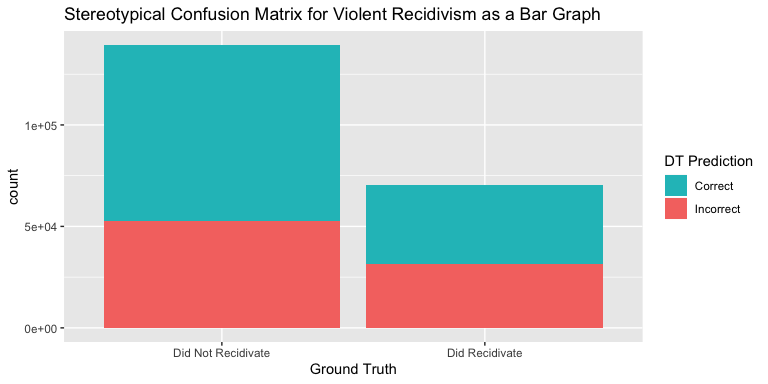 Stereotypical Confusion Matrix for Violent Recidivism as a Bar Graph
count
1e+05
5e+04
0e+00
Did Not Recidivate
Did Recidivate
Ground Truth
DT Prediction
Correct
Incorrect